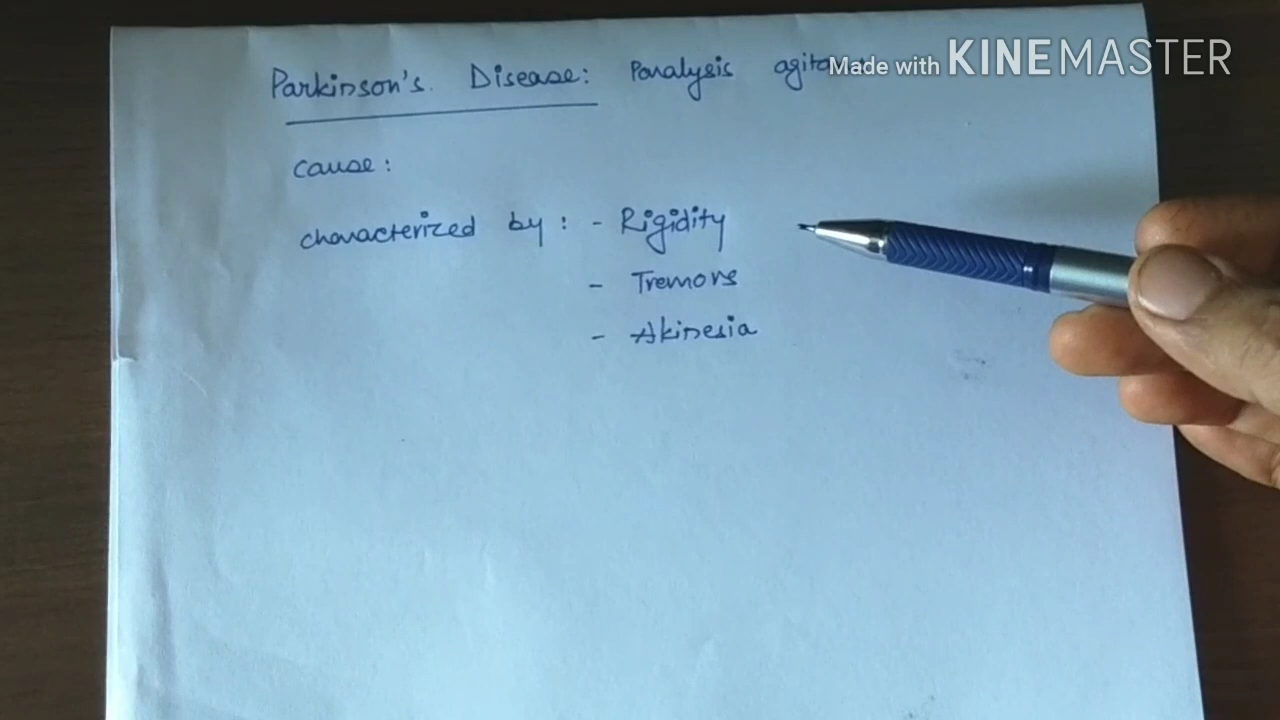 Parkinson's. Disease: Paralysis
Made with KINEMASTER
cause:
characterized by: - Rigidity
- Tremors
- Akinesia